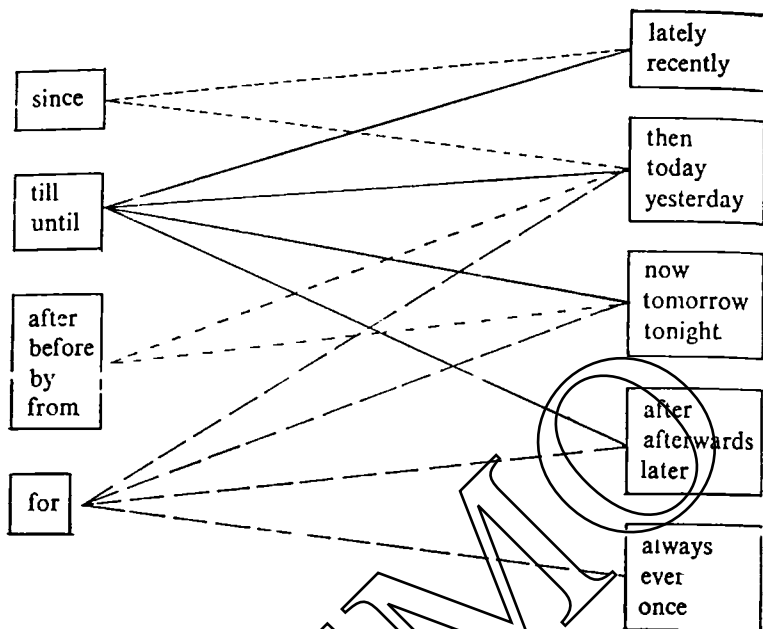 since
till
until
after
before
by
from
for
lately
recently
then
today
yesterday
now
tomorrow
tonight.
after
afterwards
later
always
ever
once
MO